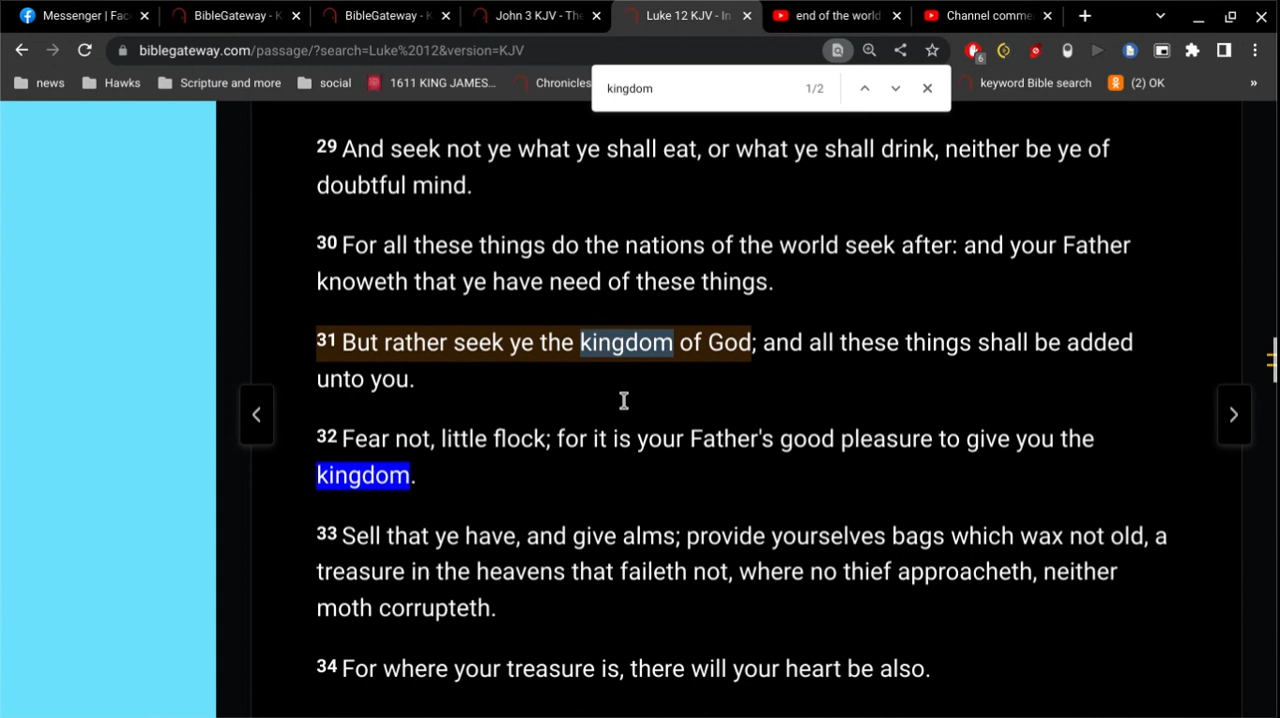 Messenger | Fac
BibleGateway - K
BibleGateway - K
John 3 KJV - The
Luke 12 KJV - In
end of the world
Channel comme
biblegateway.com/passage/?search=Luke%2012&version=KJV
6
news
Hawks
Scripture and more
social
1611 KING JAMES...
Chronicles
keyword Bible search
(2) OK
»
kingdom 1/2
29 And seek not ye what ye shall eat, or what ye shall drink, neither be ye of
doubtful mind.
30 For all these things do the nations of the world seek after: and your Father
knoweth that ye have need of these things.
31 But rather seek ye the kingdom of God; and all these things shall be added
unto you.
32 Fear not, little flock; for it is your Father's good pleasure to give you the
kingdom.
33 Sell that ye have, and give alms; provide yourselves bags which wax not old, a
treasure in the heavens that faileth not, where no thief approacheth, neither
moth corrupteth.
34 For where your treasure is, there will your heart be also.